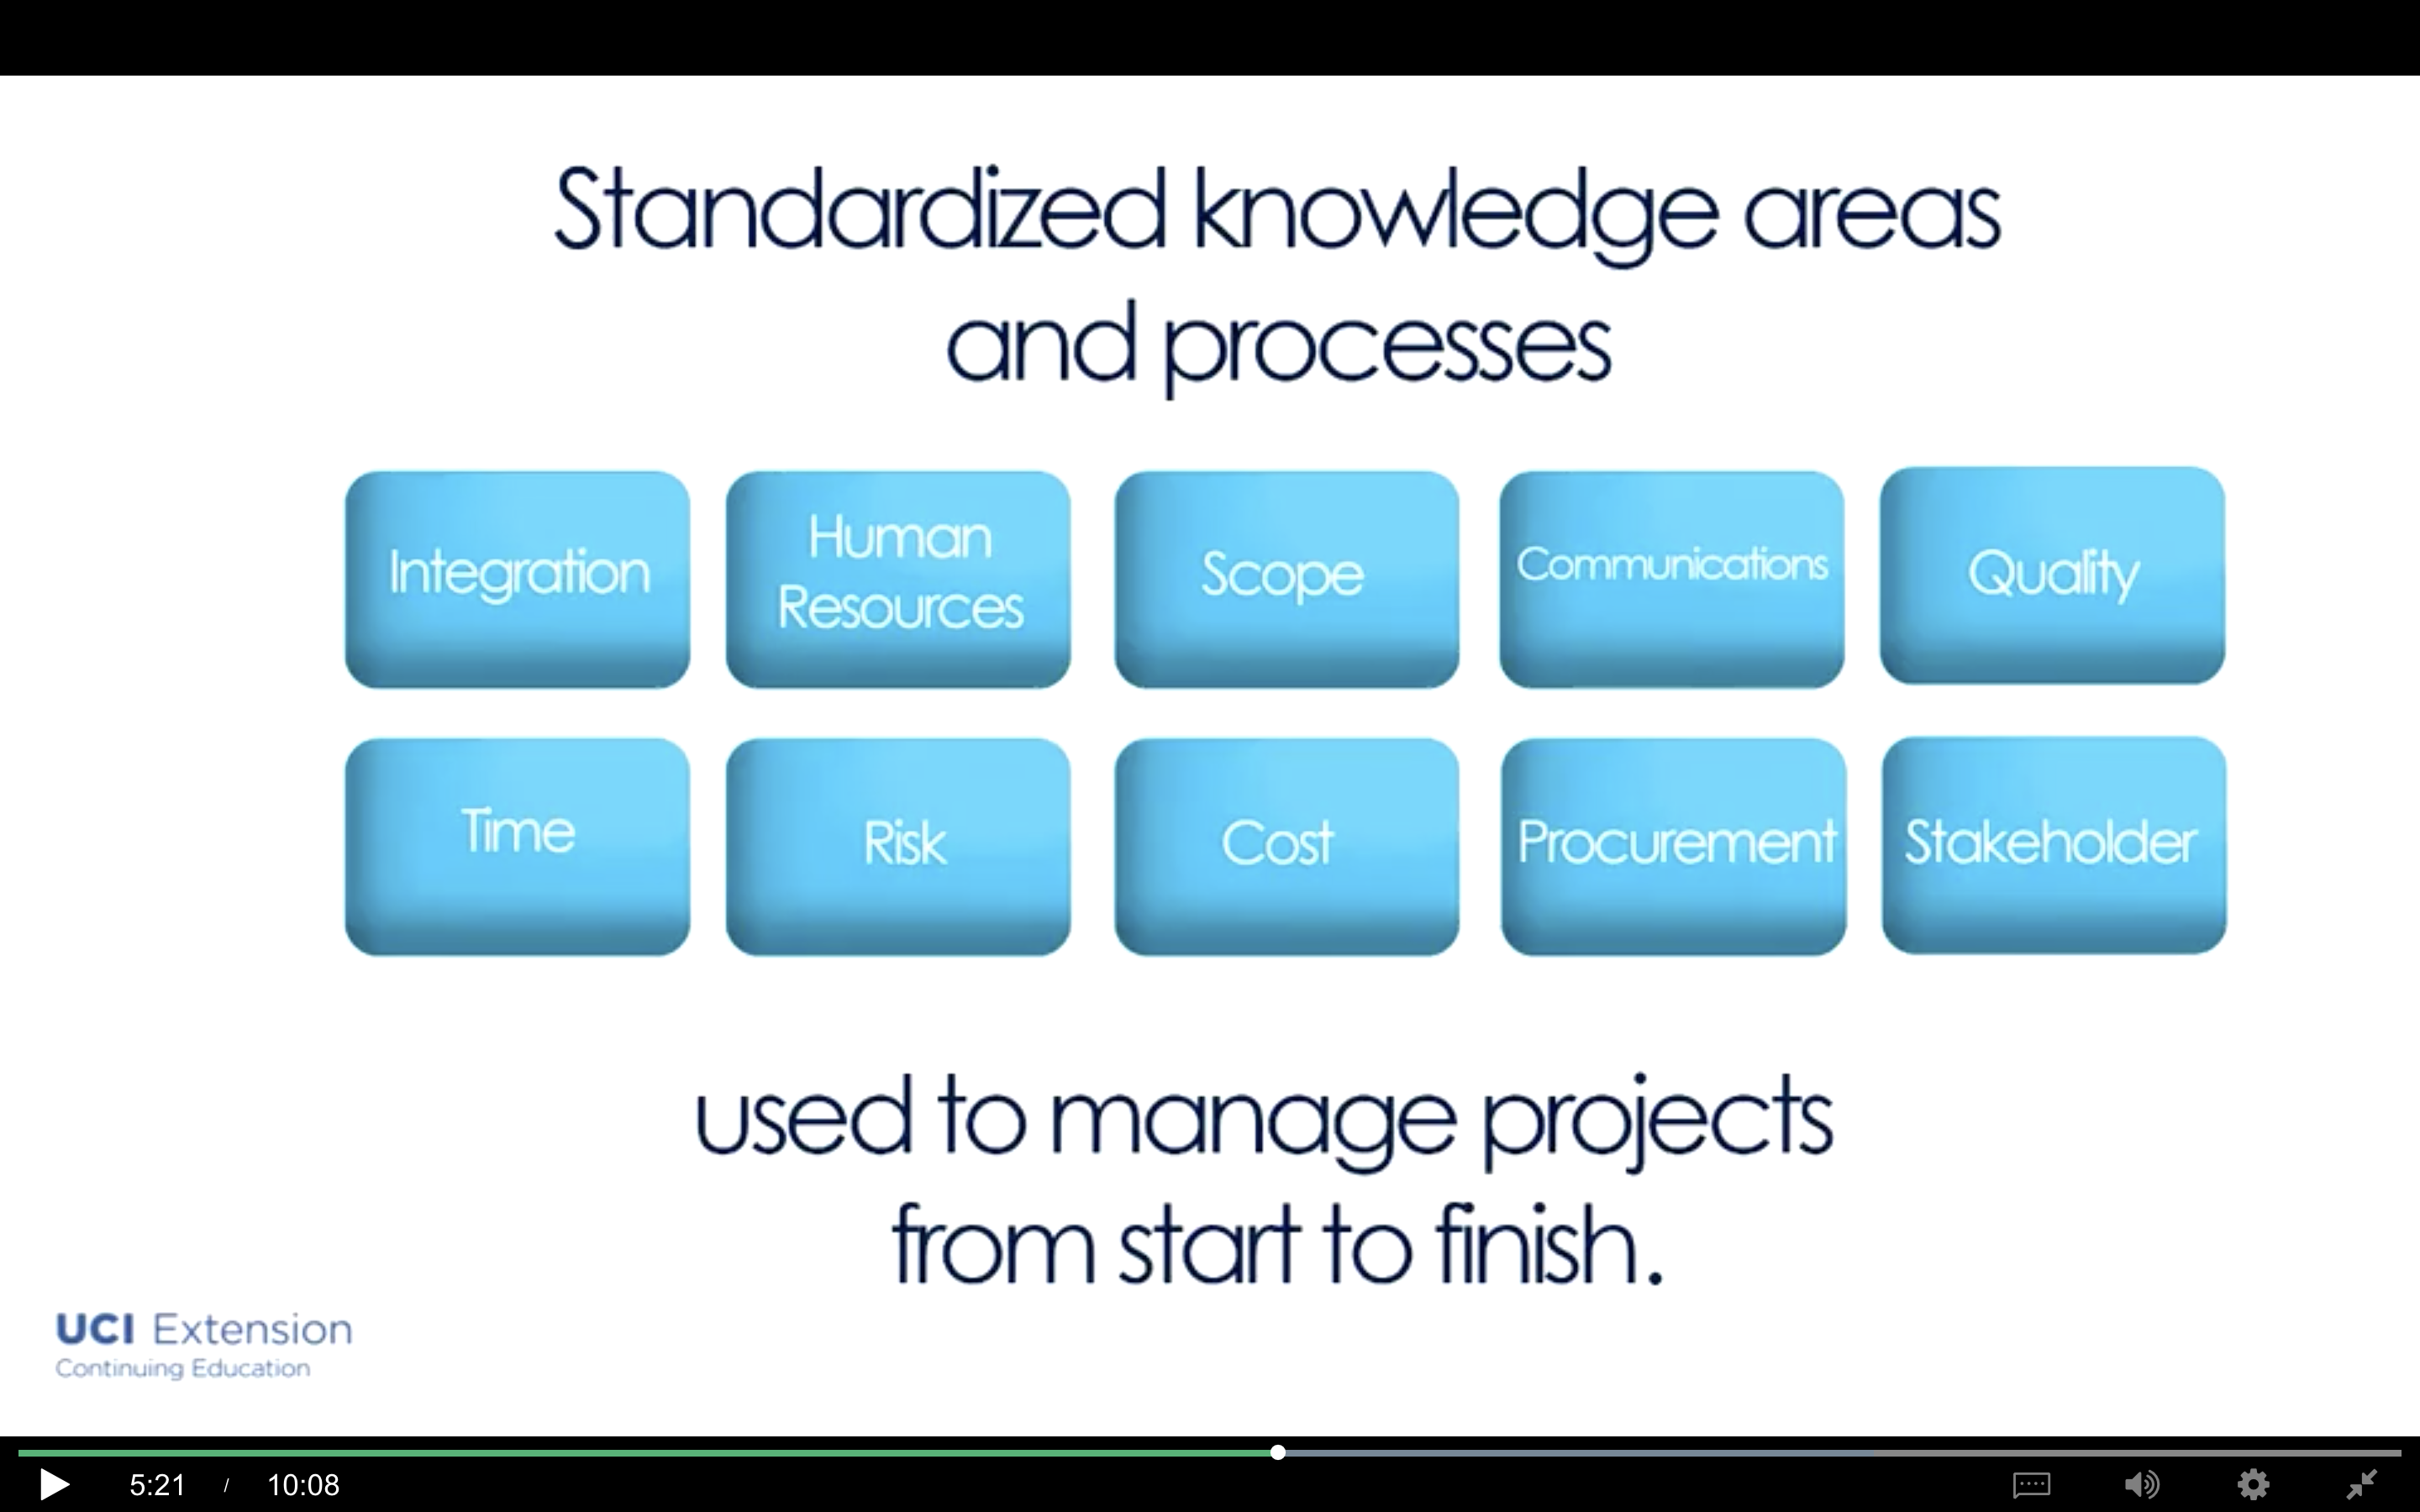 Standardized knowledge areas
and processes
Integration
Human
Resources
Scope
Communications
Quality
Time
Risk
Cost
Procurement
Stakeholder
used to manage projects
from start to finish.
UCI Extension
Continuing Education
5:21 / 10:08